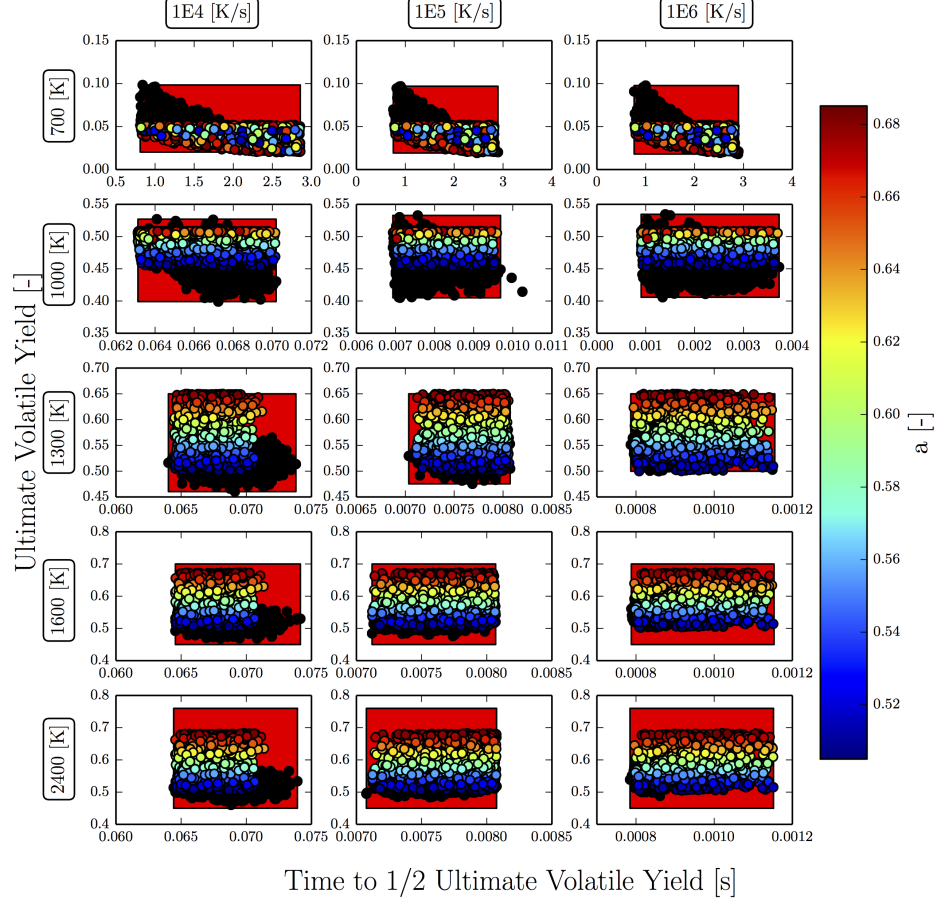 1E4 [K/s] 1E5 [K/s] 1E6 [K/s]
Ultimate Volatile Yield [-]
700 [K]
0.15
0.10
0.05
0.00
0.5 1.0 1.5 2.0 2.5 3.0
0 1 2 3 4
0 1 2 3 4
1000 [K]
0.55
0.50
0.45
0.40
0.35
0.062 0.064 0.066 0.068 0.070 0.072
0.006 0.007 0.008 0.009 0.010 0.011
0.000 0.001 0.002 0.003 0.004
1300 [K]
0.70
0.65
0.60
0.55
0.50
0.45
0.060 0.065 0.070 0.075
0.0065 0.0070 0.0075 0.0080 0.0085
0.0008 0.0010 0.0012
1600 [K]
0.8
0.7
0.6
0.5
0.4
0.060 0.065 0.070 0.075
0.0070 0.0075 0.0080 0.0085
0.0008 0.0010 0.0012
2400 [K]
0.8
0.7
0.6
0.5
0.4
0.060 0.065 0.070 0.075
0.0070 0.0075 0.0080 0.0085
0.0008 0.0010 0.0012
Time to 1/2 Ultimate Volatile Yield [s]
0.68
0.66
0.64
0.62
0.60
0.58
0.56
0.54
0.52
a [-]